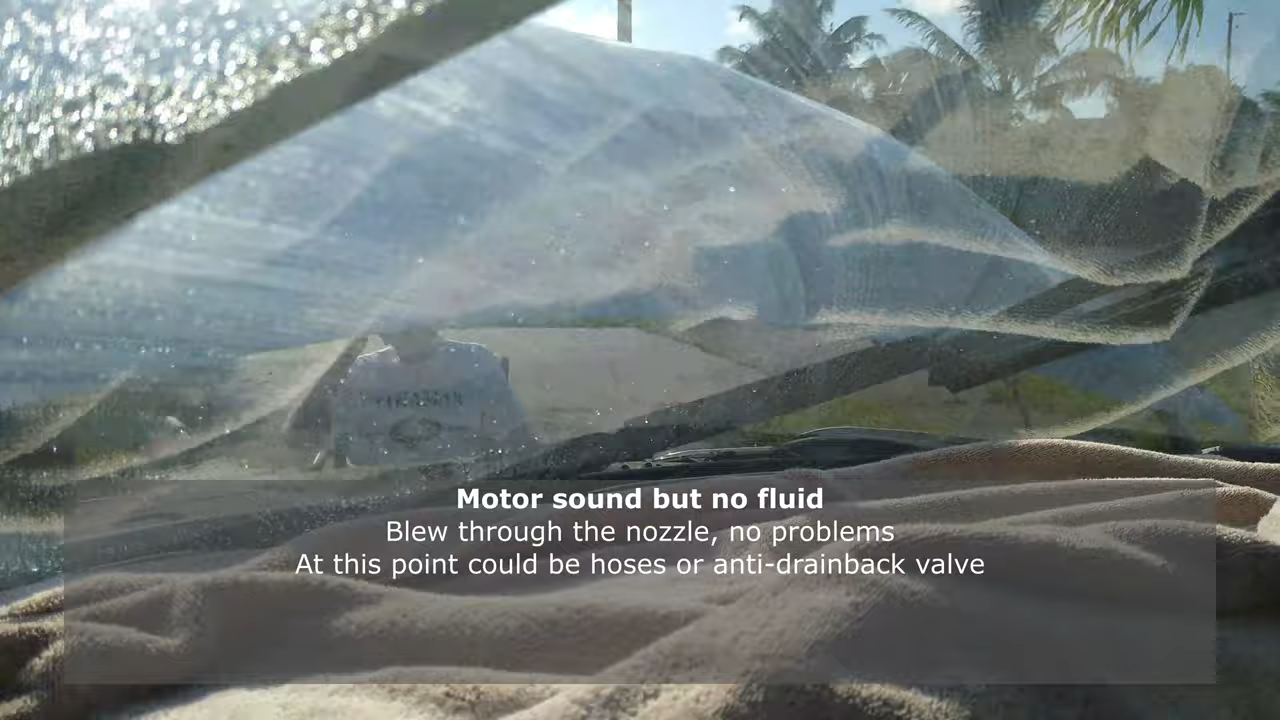 Motor sound but no fluid
Blew through the nozzle, no problems
At this point could be hoses or anti-drainback valve